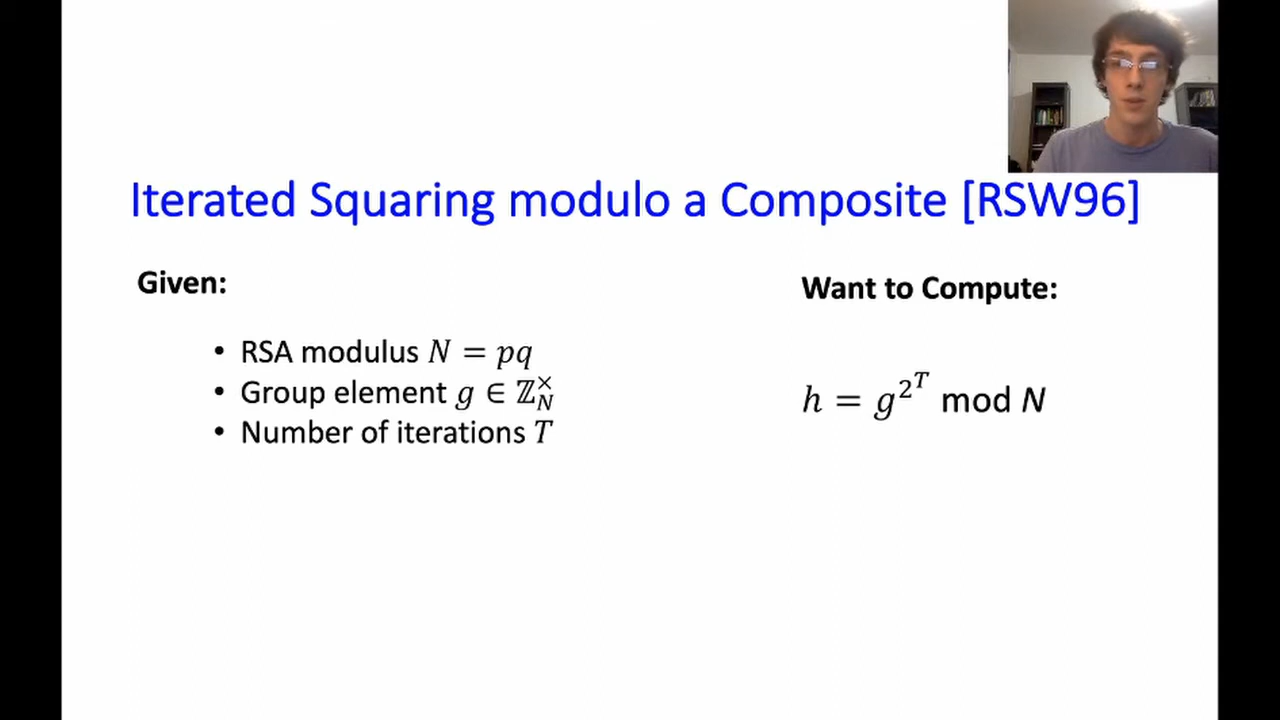 Iterated Squaring modulo a Composite [RSW96]
Given:
• RSA modulus N = pq
• Group element g ∈ ℤ_N^×
• Number of iterations T
Want to Compute:
h = g^{2^T} mod N